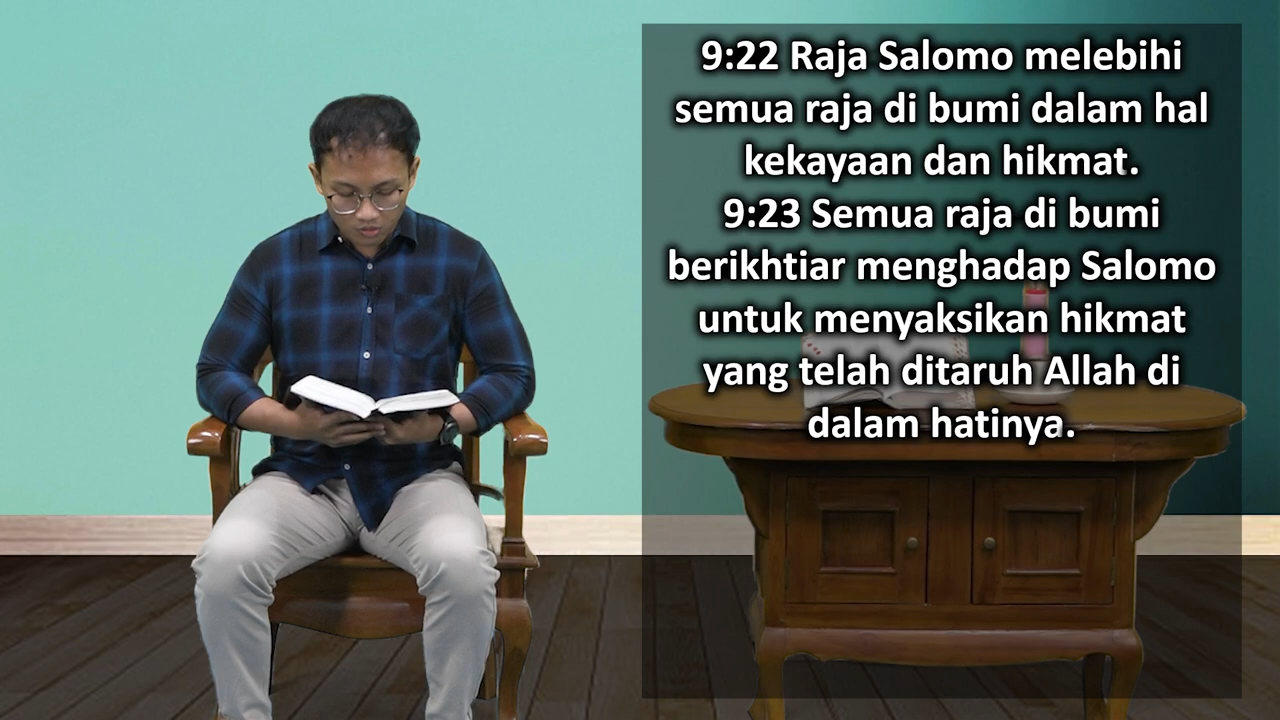 9:22 Raja Salomo melebihi
semua raja di bumi dalam hal
kekayaan dan hikmat.
9:23 Semua raja di bumi
berikhtiar menghadap Salomo
untuk menyaksikan hikmat
yang telah ditaruh Allah di
dalam hatinya.